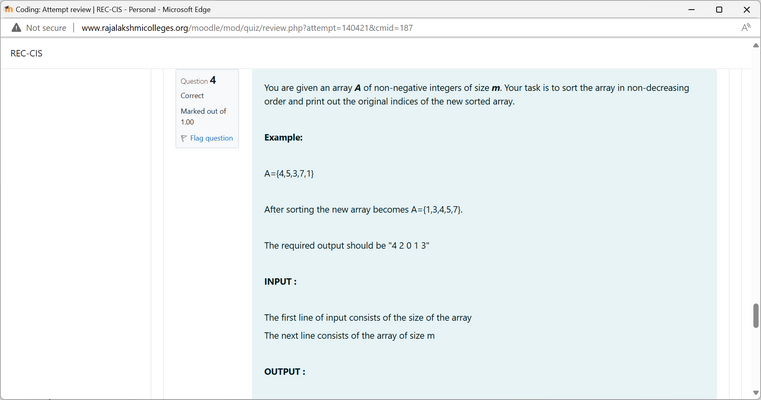 Coding: Attempt review | REC-CIS - Personal - Microsoft Edge
Not secure | www.rajalakshmicolleges.org/moodle/mod/quiz/review.php?attempt=140421&cmid=187
REC-CIS
Question 4
Correct
Marked out of
1.00
Flag question
You are given an array A of non-negative integers of size m. Your task is to sort the array in non-decreasing
order and print out the original indices of the new sorted array.
Example:
A={4,5,3,7,1}
After sorting the new array becomes A={1,3,4,5,7}.
The required output should be "4 2 0 1 3"
INPUT :
The first line of input consists of the size of the array
The next line consists of the array of size m
OUTPUT :